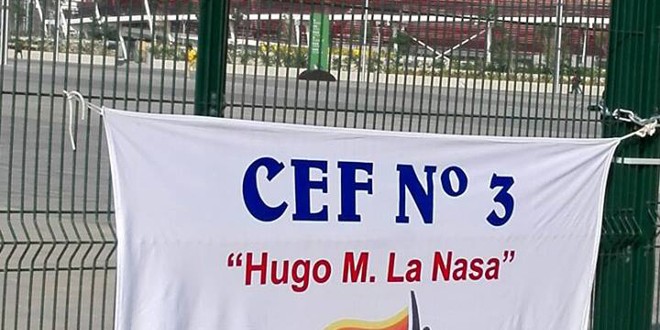 CEF Nº 3
"Hugo M. La Nasa"